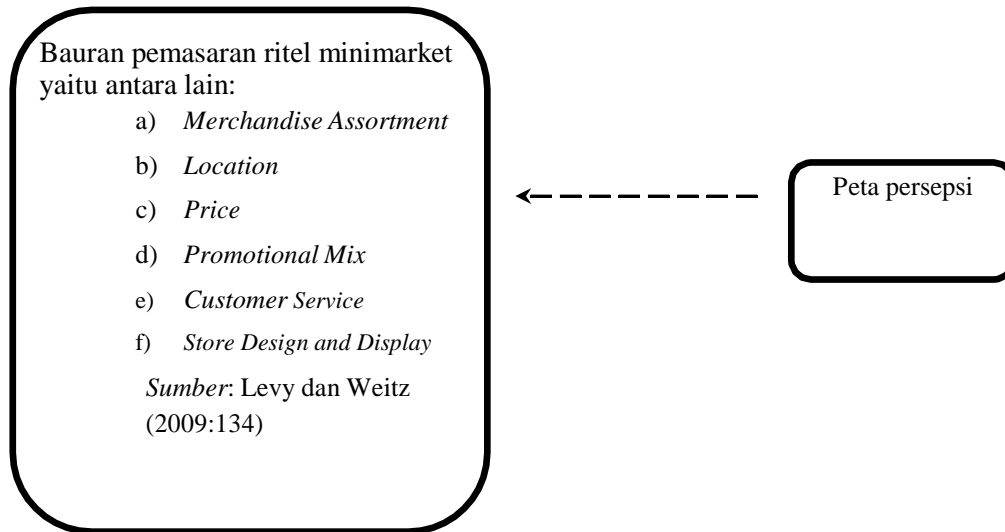 Bauran pemasaran ritel minimarket
yaitu antara lain:
a) Merchandise Assortment
b) Location
c) Price
d) Promotional Mix
e) Customer Service
f) Store Design and Display
Sumber: Levy dan Weitz
(2009:134)
Peta persepsi